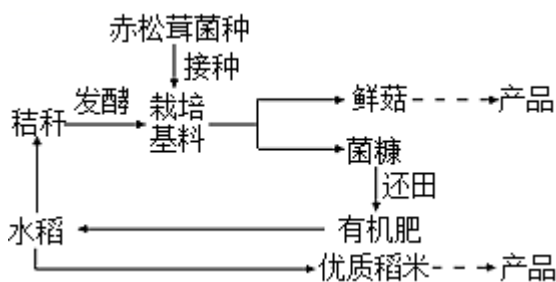 赤松茸菌种
接种
发酵
秸秆
栽培
基料
鲜菇
产品
菌糠
还田
水稻
有机肥
优质稻米
产品